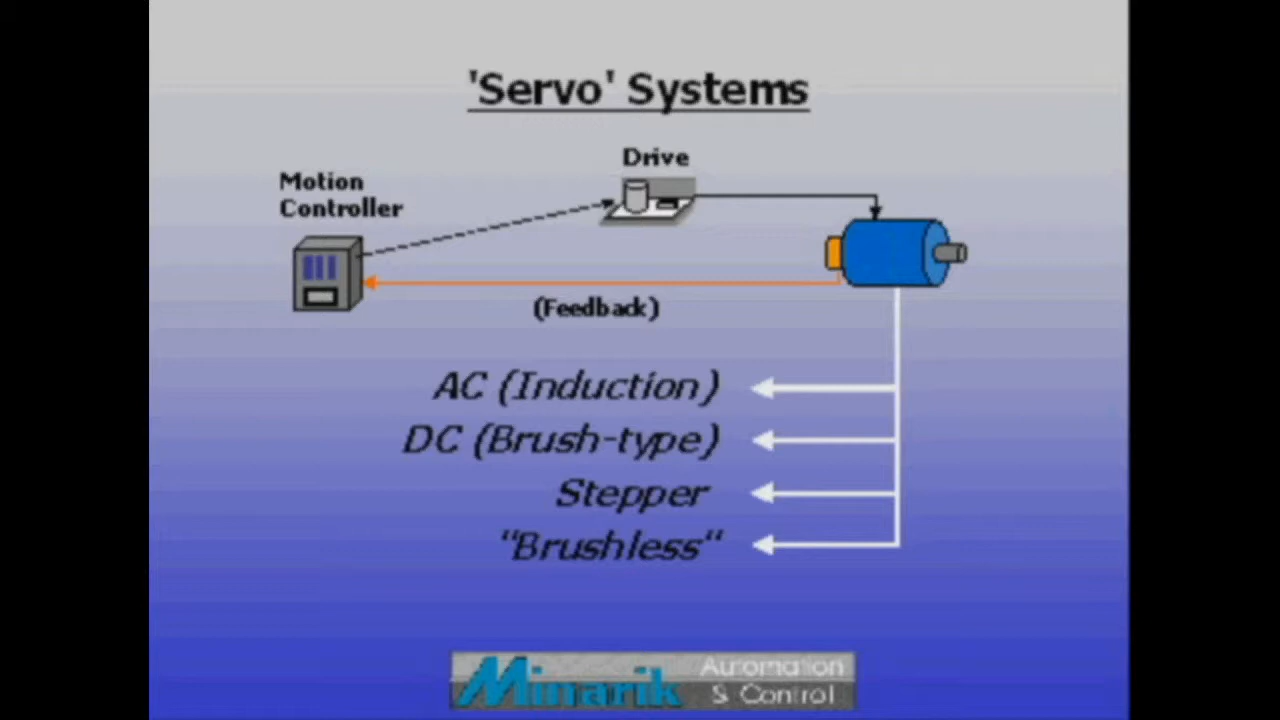 'Servo' Systems
Drive
Motion
Controller
(Feedback)
AC (Induction)
DC (Brush-type)
Stepper
"Brushless"
Minarik Automation
& Control